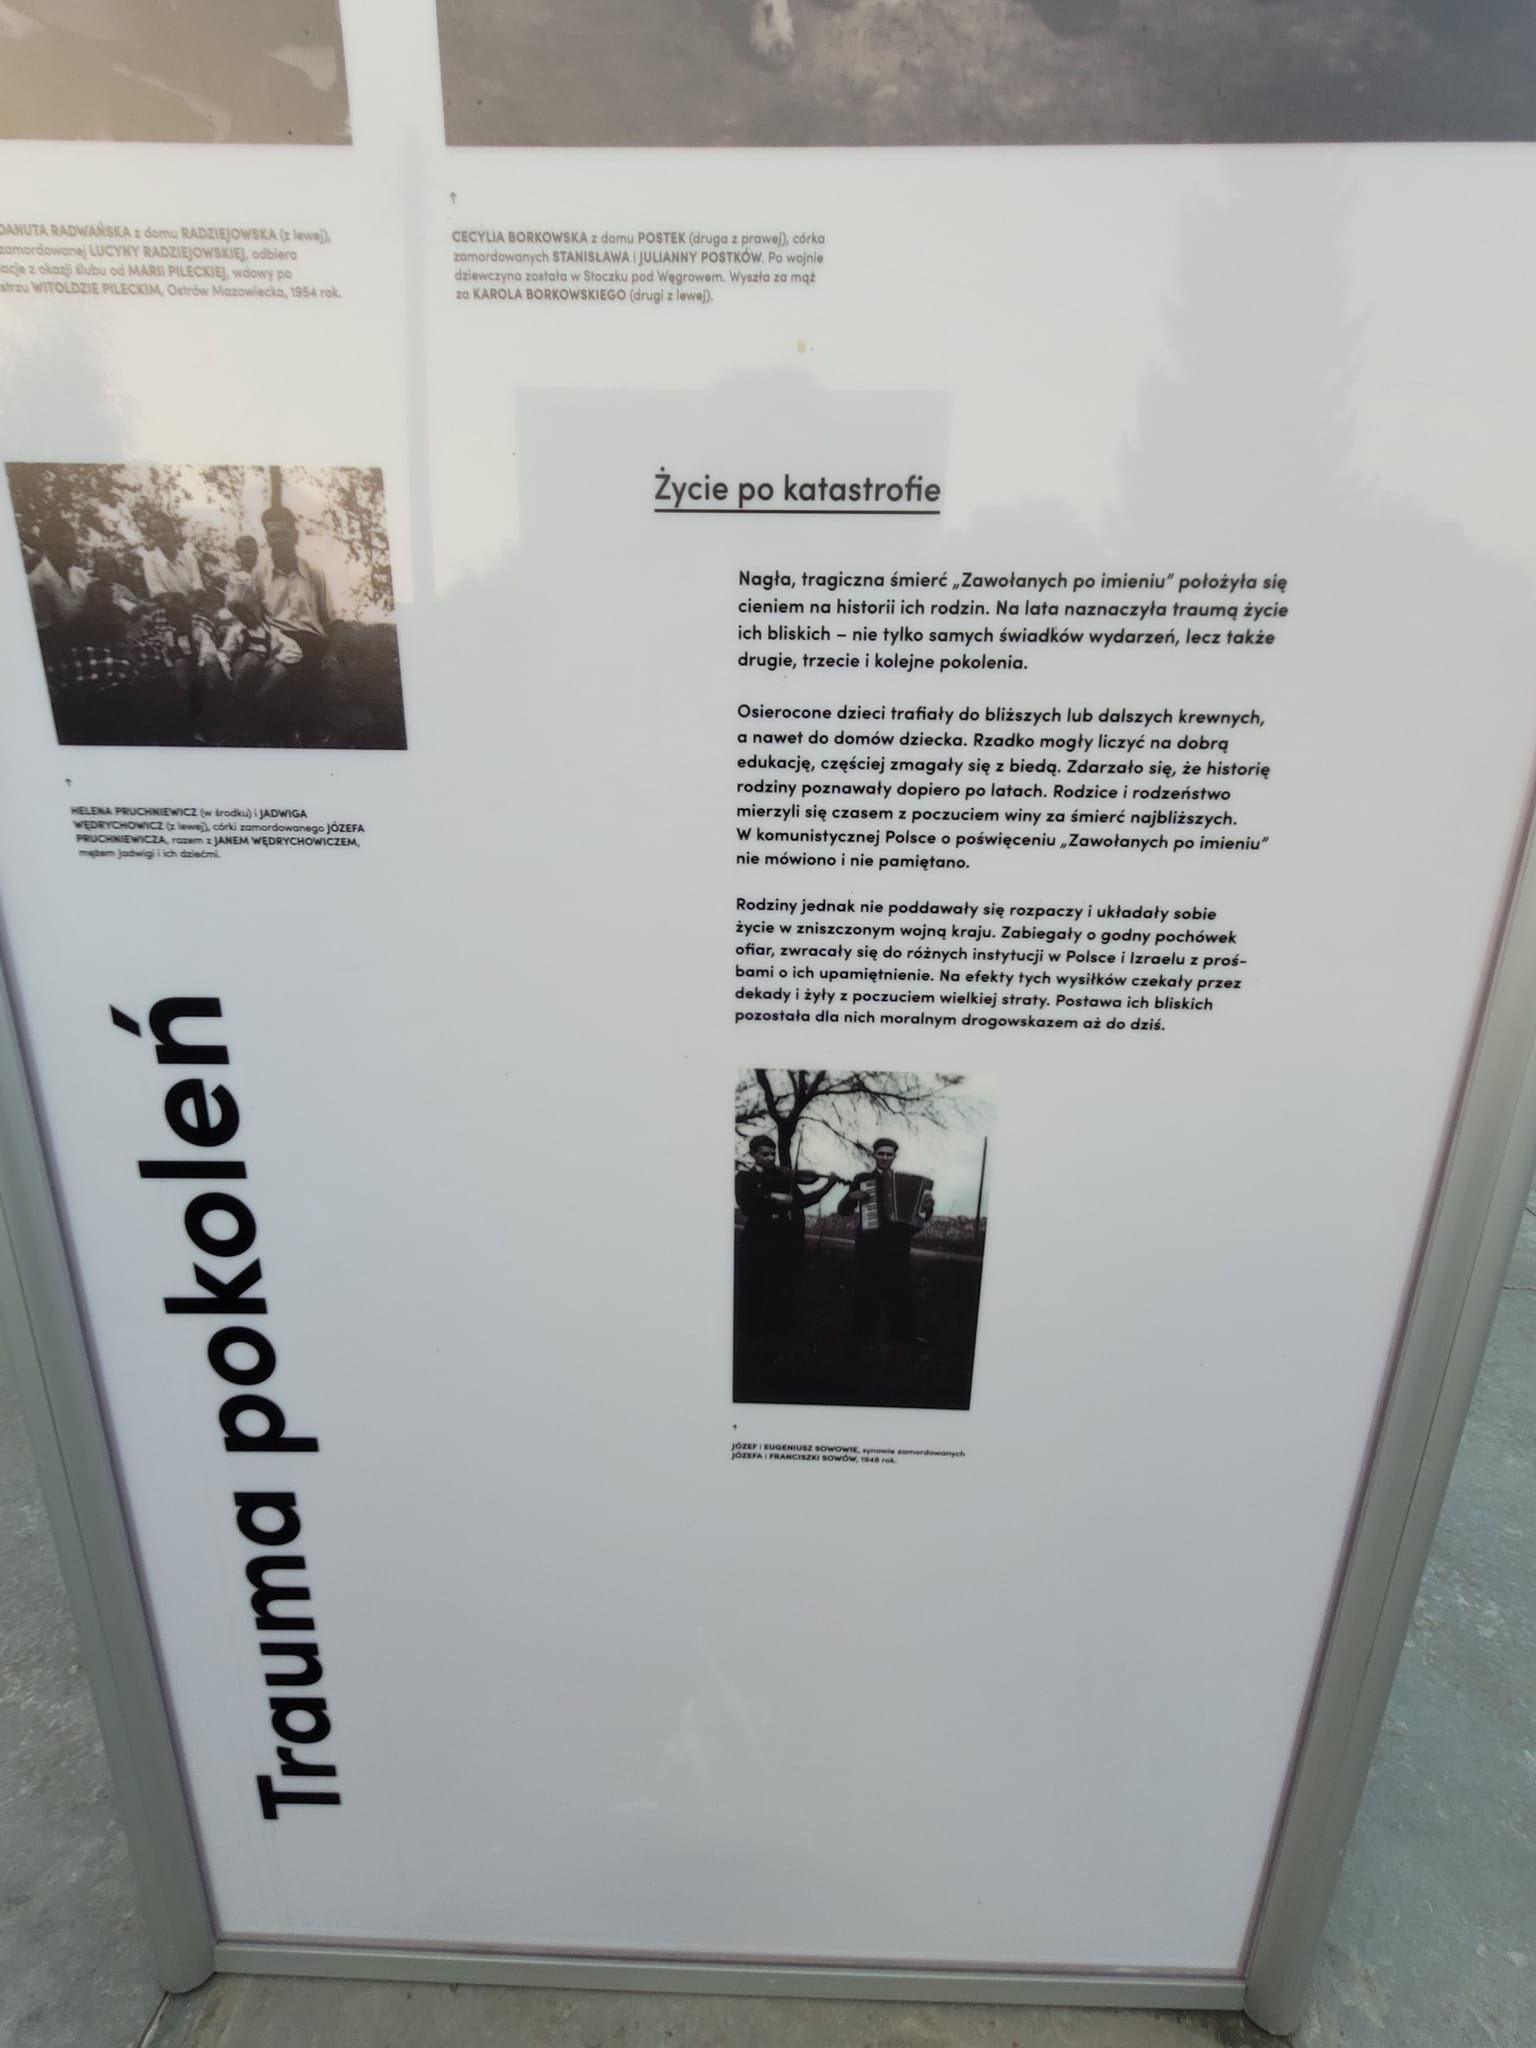 DANUTA RADWAŃSKA z domu RADZIEJOWSKA (z lewej),
zamordowanej LUCYNY RADZIEJOWSKIEJ, odbiera
z okazji ślubu od MARII PILECKIEJ, wdowy po
WITOLDZIE PILECKIM, Ostrów Mazowiecka, 1954 rok.
↑
CECYLIA BORKOWSKA z domu POSTEK (druga z prawej), córka
zamordowanych STANISŁAWA i JULIANNY POSTKÓW. Po wojnie
dziewczyna została w Stoczku pod Węgrowem. Wyszła za mąż
za KAROLA BORKOWSKIEGO (drugi z lewej).
↑
HELENA PRUCHNIEWICZ (w środku) i JADWIGA
WĘDRYCHOWICZ (z lewej), córki zamordowanego JÓZEFA
PRUCHNIEWICZA, razem z JANEM WĘDRYCHOWICZEM,
mężem Jadwigi i ich dziećmi.
Trauma pokoleń
Życie po katastrofie
Nagła, tragiczna śmierć „Zawołanych po imieniu” położyła się
cieniem na historii ich rodzin. Na lata naznaczyła traumą życie
ich bliskich – nie tylko samych świadków wydarzeń, lecz także
drugie, trzecie i kolejne pokolenia.
Osierocone dzieci trafiały do bliższych lub dalszych krewnych,
a nawet do domów dziecka. Rzadko mogły liczyć na dobrą
edukację, częściej zmagały się z biedą. Zdarzało się, że historię
rodziny poznawały dopiero po latach. Rodzice i rodzeństwo
mierzyli się czasem z poczuciem winy za śmierć najbliższych.
W komunistycznej Polsce o poświęceniu „Zawołanych po imieniu”
nie mówiono i nie pamiętano.
Rodziny jednak nie poddawały się rozpaczy i układały sobie
życie w zniszczonym wojną kraju. Zabiegały o godny pochówek
ofiar, zwracały się do różnych instytucji w Polsce i Izraelu z proś-
bami o ich upamiętnienie. Na efekty tych wysiłków czekały przez
dekady i żyły z poczuciem wielkiej straty. Postawa ich bliskich
pozostała dla nich moralnym drogowskazem aż do dziś.
↑
JÓZEF i EUGENIUSZ SOWOWIE, synowie zamordowanych
JÓZEFA i FRANCISZKI SOWÓW, 1948 rok.